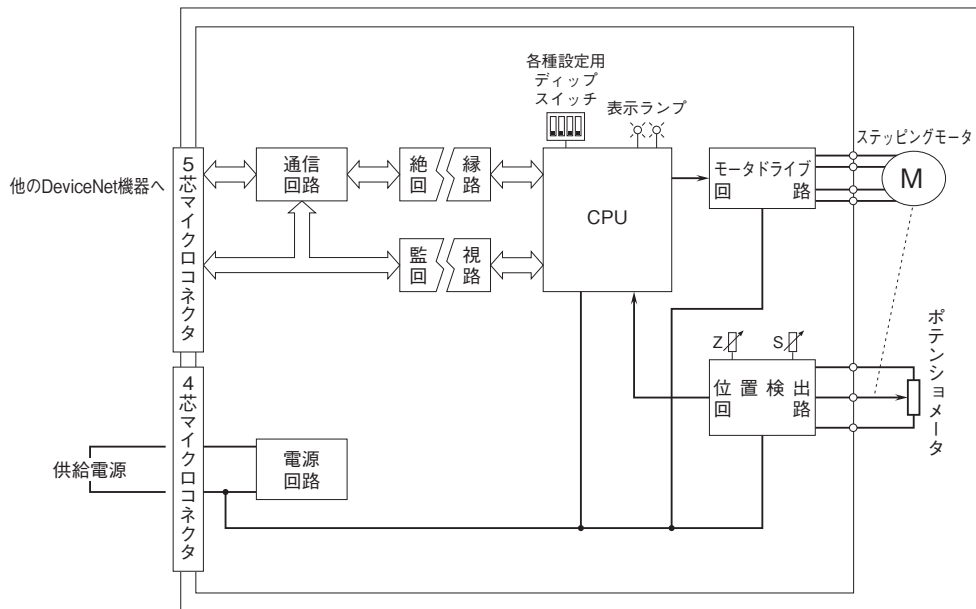 各種設定用
ディップ
スイッチ
表示ランプ
ステッピングモータ
他のDeviceNet機器へ
5芯マイクロコネクタ
通信
回路
絶 縁
回 路
CPU
モータドライブ
回 路
M
監 視
回 路
Z
S
位置検出
回 路
ポテンショメータ
4芯マイクロコネクタ
供給電源
電源
回路